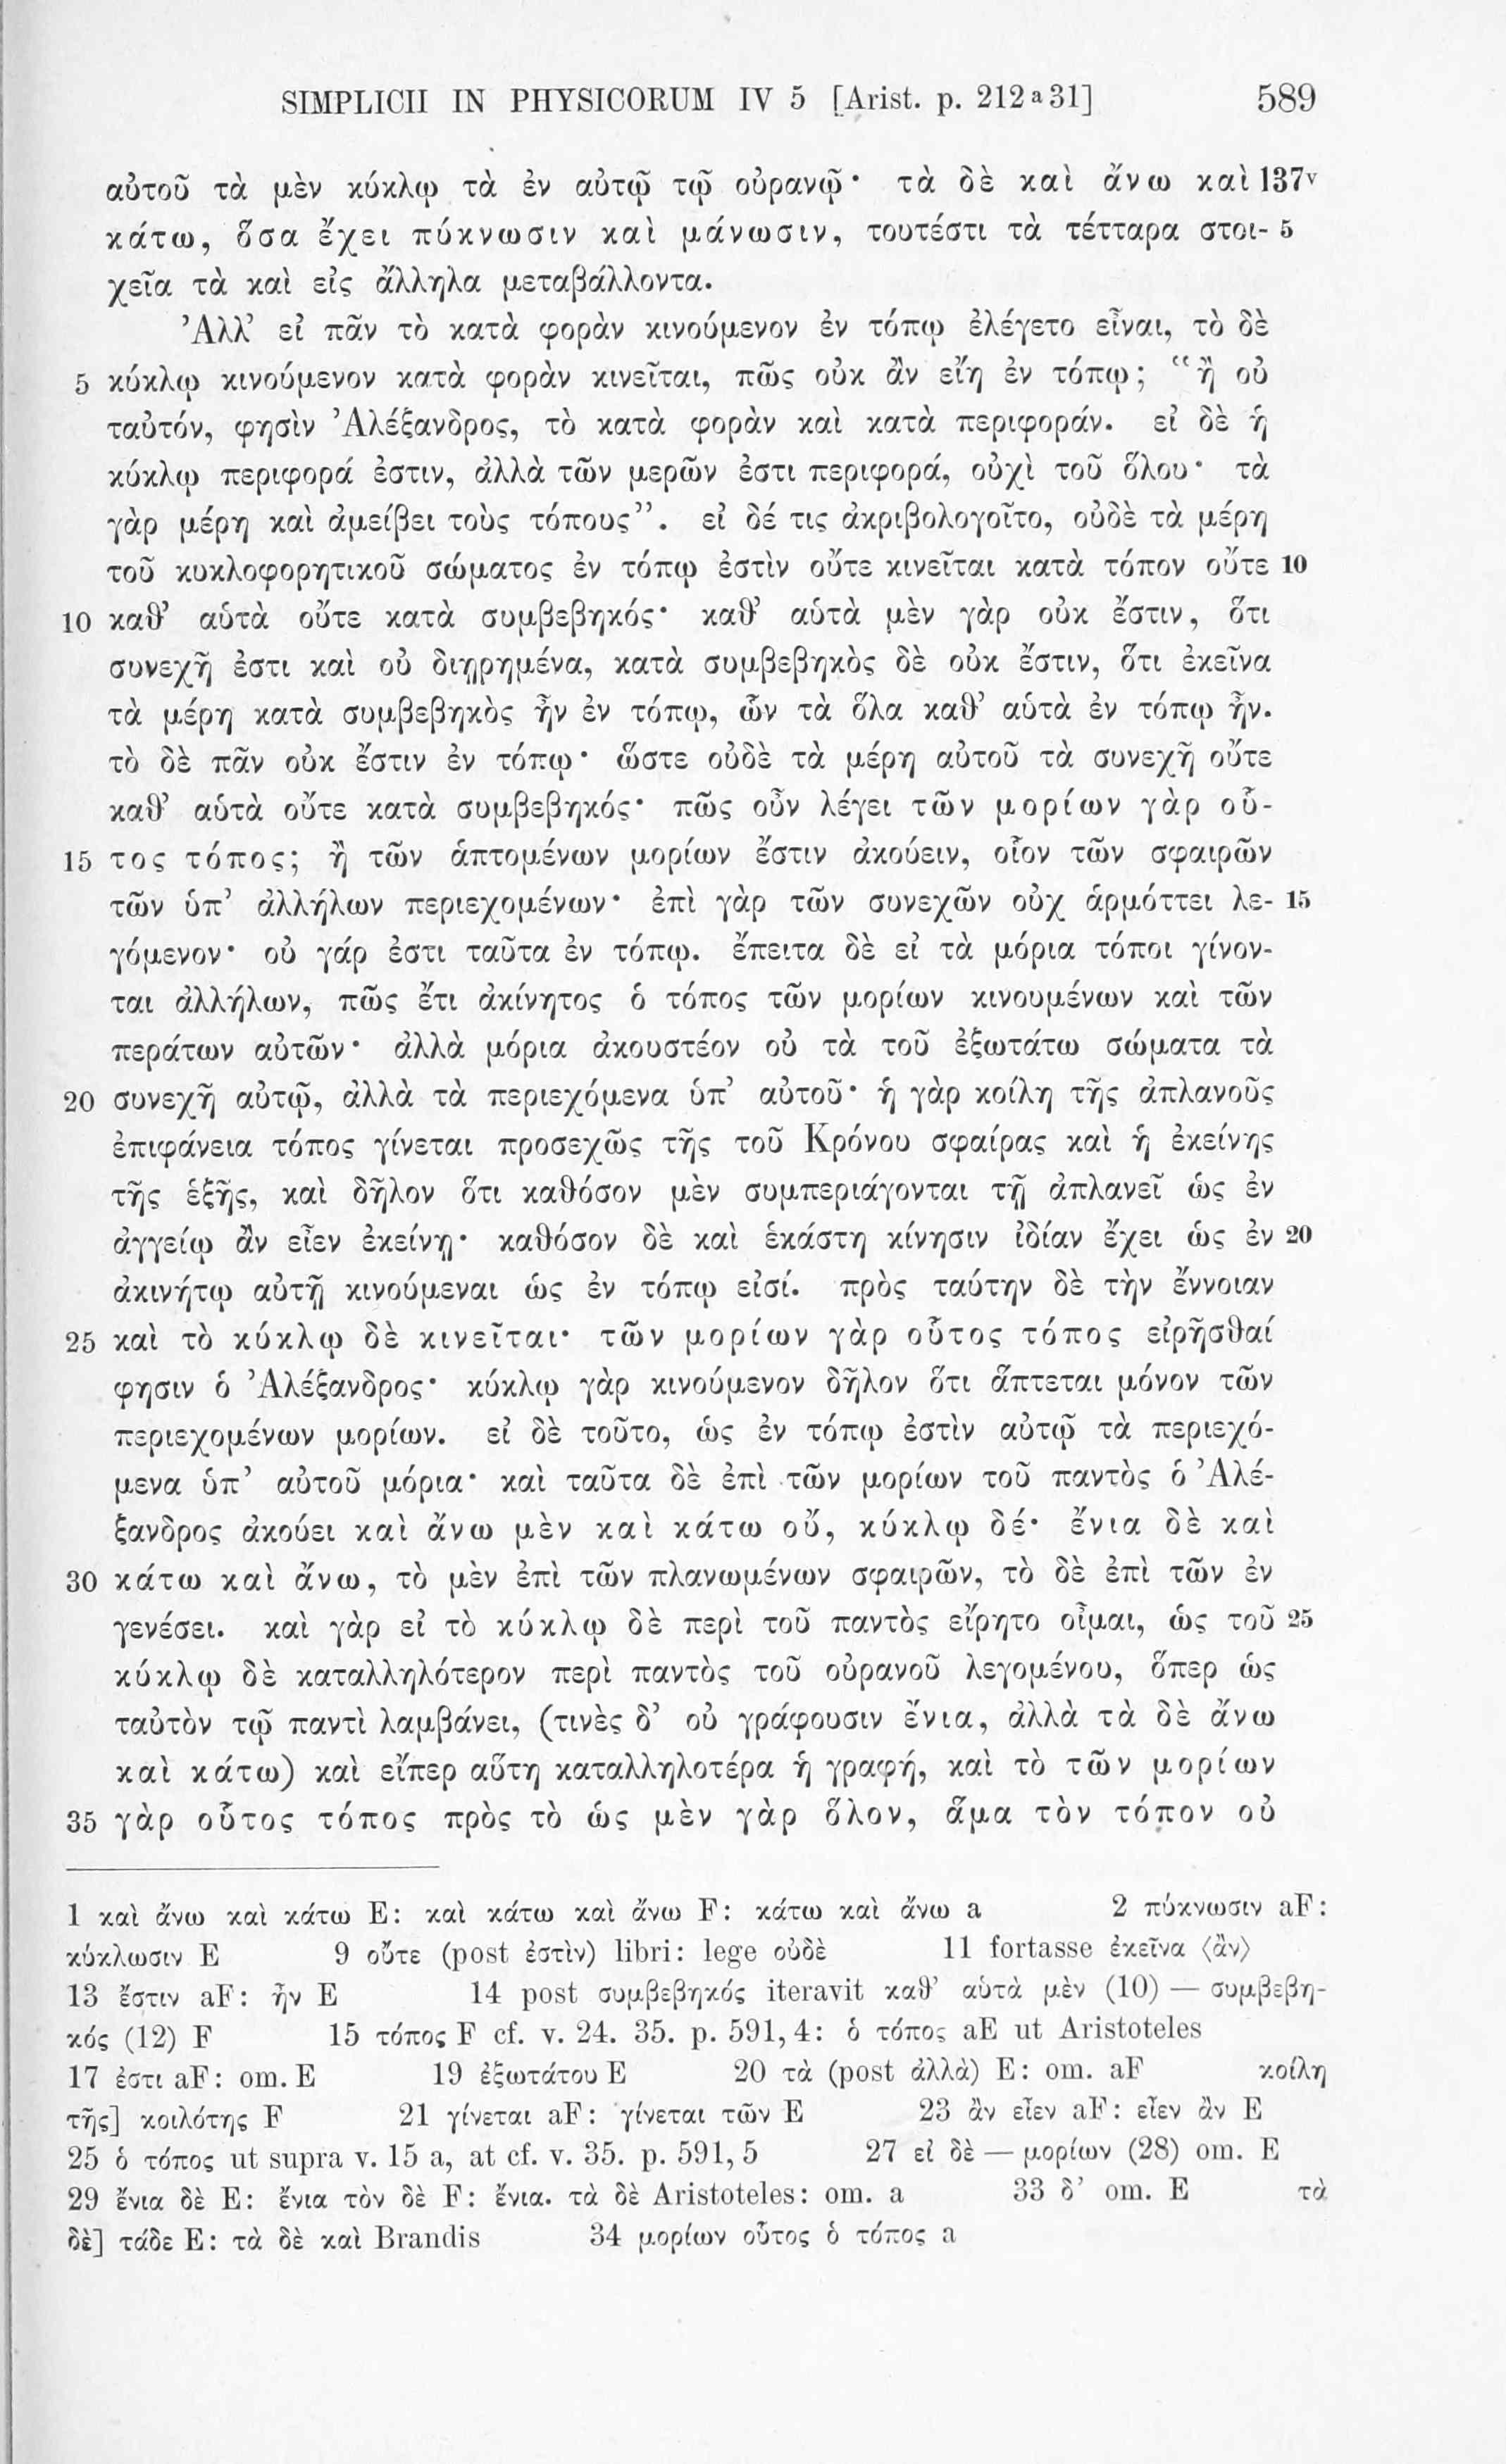 SIMPLICII IN PHYSICORUM IV 5 [Arist. p. 212 a 31] 589
αὐτοῦ τὰ μὲν κύκλῳ τὰ ἐν αὐτῷ τῷ οὐρανῷ· τὰ δὲ καὶ ἄνω καὶ 137v
κάτω, ὅσα ἔχει πύκνωσιν καὶ μάνωσιν, τουτέστι τὰ τέτταρα στοι- 5
χεῖα τὰ καὶ εἰς ἄλληλα μεταβάλλοντα.
Ἀλλ’ εἰ πᾶν τὸ κατὰ φορὰν κινούμενον ἐν τόπῳ ἐλέγετο εἶναι, τὸ δὲ
5 κύκλῳ κινούμενον κατὰ φορὰν κινεῖται, πῶς οὐκ ἂν εἴη ἐν τόπῳ; “ἢ οὐ
ταὐτόν, φησὶν Ἀλέξανδρος, τὸ κατὰ φορὰν καὶ κατὰ περιφοράν. εἰ δὲ ἡ
κύκλῳ περιφορά ἐστιν, ἀλλὰ τῶν μερῶν ἐστι περιφορά, οὐχὶ τοῦ ὅλου· τὰ
γὰρ μέρη καὶ ἀμείβει τοὺς τόπους”. εἰ δέ τις ἀκριβολογοῖτο, οὐδὲ τὰ μέρη
τοῦ κυκλοφορητικοῦ σώματος ἐν τόπῳ ἐστὶν οὔτε κινεῖται κατὰ τόπον οὔτε 10
10 καθ’ αὑτὰ οὔτε κατὰ συμβεβηκός· καθ’ αὑτὰ μὲν γὰρ οὐκ ἔστιν, ὅτι
συνεχῆ ἐστι καὶ οὐ διῃρημένα, κατὰ συμβεβηκὸς δὲ οὐκ ἔστιν, ὅτι ἐκεῖνα
τὰ μέρη κατὰ συμβεβηκὸς ἦν ἐν τόπῳ, ὧν τὰ ὅλα καθ’ αὑτὰ ἐν τόπῳ ἦν.
τὸ δὲ πᾶν οὐκ ἔστιν ἐν τόπῳ· ὥστε οὐδὲ τὰ μέρη αὐτοῦ τὰ συνεχῆ οὔτε
καθ’ αὑτὰ οὔτε κατὰ συμβεβηκός· πῶς οὖν λέγει τῶν μορίων γὰρ οὗ-
15 τος τόπος; ἢ τῶν ἁπτομένων μορίων ἔστιν ἀκούειν, οἷον τῶν σφαιρῶν
τῶν ὑπ’ ἀλλήλων περιεχομένων· ἐπὶ γὰρ τῶν συνεχῶν οὐχ ἁρμόττει λε- 15
γόμενον· οὐ γάρ ἐστι ταῦτα ἐν τόπῳ. ἔπειτα δὲ εἰ τὰ μόρια τόποι γίνον-
ται ἀλλήλων, πῶς ἔτι ἀκίνητος ὁ τόπος τῶν μορίων κινουμένων καὶ τῶν
περάτων αὐτῶν· ἀλλὰ μόρια ἀκουστέον οὐ τὰ τοῦ ἐξωτάτω σώματα τὰ
20 συνεχῆ αὐτῷ, ἀλλὰ τὰ περιεχόμενα ὑπ’ αὐτοῦ· ἡ γὰρ κοίλη τῆς ἀπλανοῦς
ἐπιφάνεια τόπος γίνεται προσεχῶς τῆς τοῦ Κρόνου σφαίρας καὶ ἡ ἐκείνης
τῆς ἑξῆς, καὶ δῆλον ὅτι καθόσον μὲν συμπεριάγονται τῇ ἀπλανεῖ ὡς ἐν
ἀγγείῳ ἂν εἶεν ἐκείνῃ· καθόσον δὲ καὶ ἑκάστη κίνησιν ἰδίαν ἔχει ὡς ἐν 20
ἀκινήτῳ αὐτῇ κινούμεναι ὡς ἐν τόπῳ εἰσί. πρὸς ταύτην δὲ τὴν ἔννοιαν
25 καὶ τὸ κύκλῳ δὲ κινεῖται· τῶν μορίων γὰρ οὗτος τόπος εἰρῆσθαί
φησιν ὁ Ἀλέξανδρος· κύκλῳ γὰρ κινούμενον δῆλον ὅτι ἅπτεται μόνον τῶν
περιεχομένων μορίων. εἰ δὲ τοῦτο, ὡς ἐν τόπῳ ἐστὶν αὐτῷ τὰ περιεχό-
μενα ὑπ’ αὐτοῦ μόρια· καὶ ταῦτα δὲ ἐπὶ τῶν μορίων τοῦ παντὸς ὁ Ἀλέ-
ξανδρος ἀκούει καὶ ἄνω μὲν καὶ κάτω οὔ, κύκλῳ δέ· ἔνια δὲ καὶ
30 κάτω καὶ ἄνω, τὸ μὲν ἐπὶ τῶν πλανωμένων σφαιρῶν, τὸ δὲ ἐπὶ τῶν ἐν
γενέσει. καὶ γὰρ εἰ τὸ κύκλῳ δὲ περὶ τοῦ παντὸς εἴρητο οἶμαι, ὡς τοῦ 25
κύκλῳ δὲ καταλληλότερον περὶ παντὸς τοῦ οὐρανοῦ λεγομένου, ὅπερ ὡς
ταὐτὸν τῷ παντὶ λαμβάνει, (τινὲς δ’ οὐ γράφουσιν ἔνια, ἀλλὰ τὰ δὲ ἄνω
καὶ κάτω) καὶ εἴπερ αὕτη καταλληλοτέρα ἡ γραφή, καὶ τὸ τῶν μορίων
35 γὰρ οὗτος τόπος πρὸς τὸ ὡς μὲν γὰρ ὅλον, ἅμα τὸν τόπον οὐ
1 καὶ ἄνω καὶ κάτω E: καὶ κάτω καὶ ἄνω F: κάτω καὶ ἄνω a 2 πύκνωσιν aF:
κύκλωσιν E 9 οὔτε (post ἐστὶν) libri: lege οὐδὲ 11 fortasse ἐκεῖνα ⟨ἂν⟩
13 ἔστιν aF: ἦν E 14 post συμβεβηκός iteravit καθ’ αὑτὰ μὲν (10) — συμβεβη-
κός (12) F 15 τόπος F cf. v. 24. 35. p. 591, 4: ὁ τόπος aE ut Aristoteles
17 ἐστι aF: om. E 19 ἐξωτάτου E 20 τὰ (post ἀλλὰ) E: om. aF κοίλη
τῆς] κοιλότης F 21 γίνεται aF: γίνεται τῶν E 23 ἂν εἶεν aF: εἶεν ἂν E
25 ὁ τόπος ut supra v. 15 a, at cf. v. 35. p. 591, 5 27 εἰ δὲ — μορίων (28) om. E
29 ἔνια δὲ E: ἔνια τὸν δὲ F: ἔνια. τὰ δὲ Aristoteles: om. a 33 δ’ om. E τὰ
δὲ] τάδε E: τὰ δὲ καὶ Brandis 34 μορίων οὗτος ὁ τόπος a